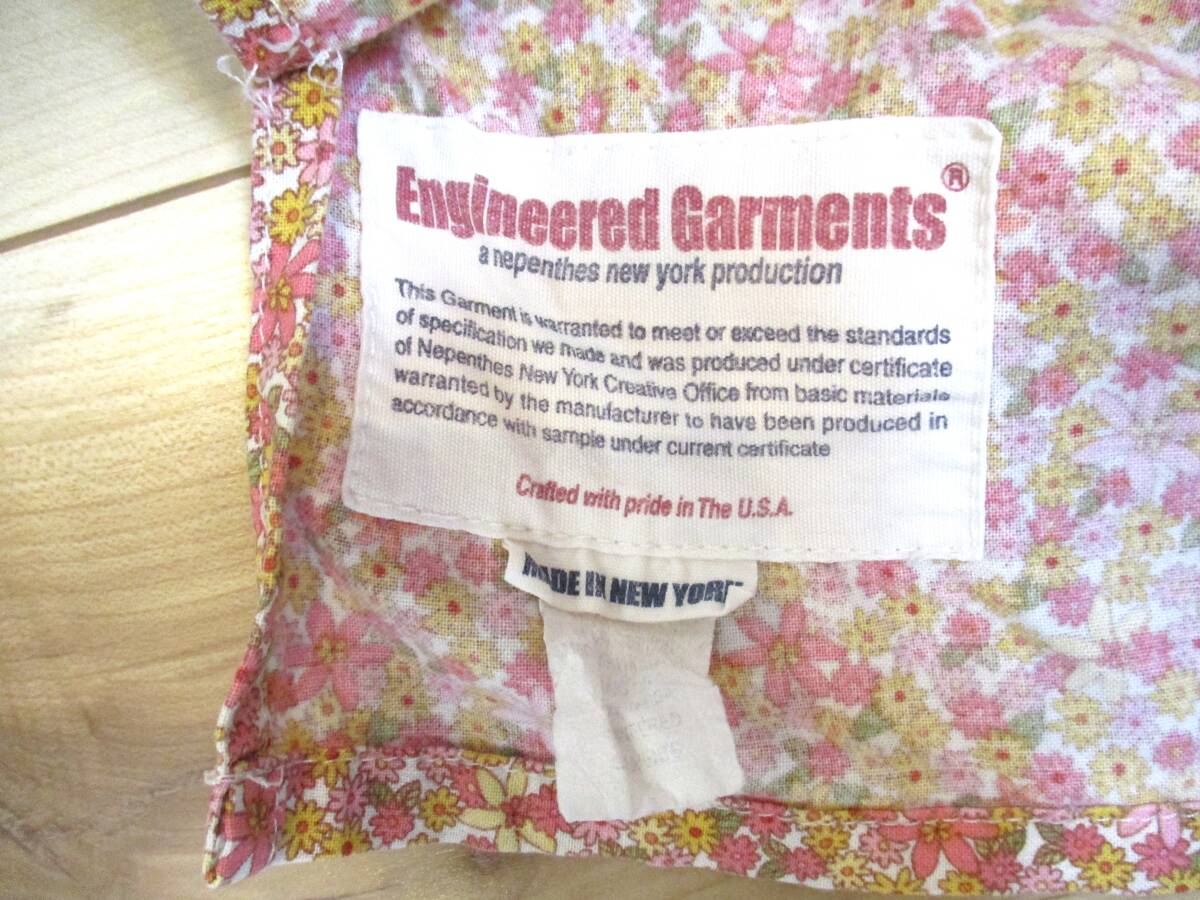 Engineered Garments®
a nepenthes new york production
This Garment is warranted to meet or exceed the standards
of specification we made and was produced under certificate
of Nepenthes New York Creative Office from basic materials
warranted by the manufacturer to have been produced in
accordance with sample under current certificate
Crafted with pride in The U.S.A.
MADE IN NEW YORK